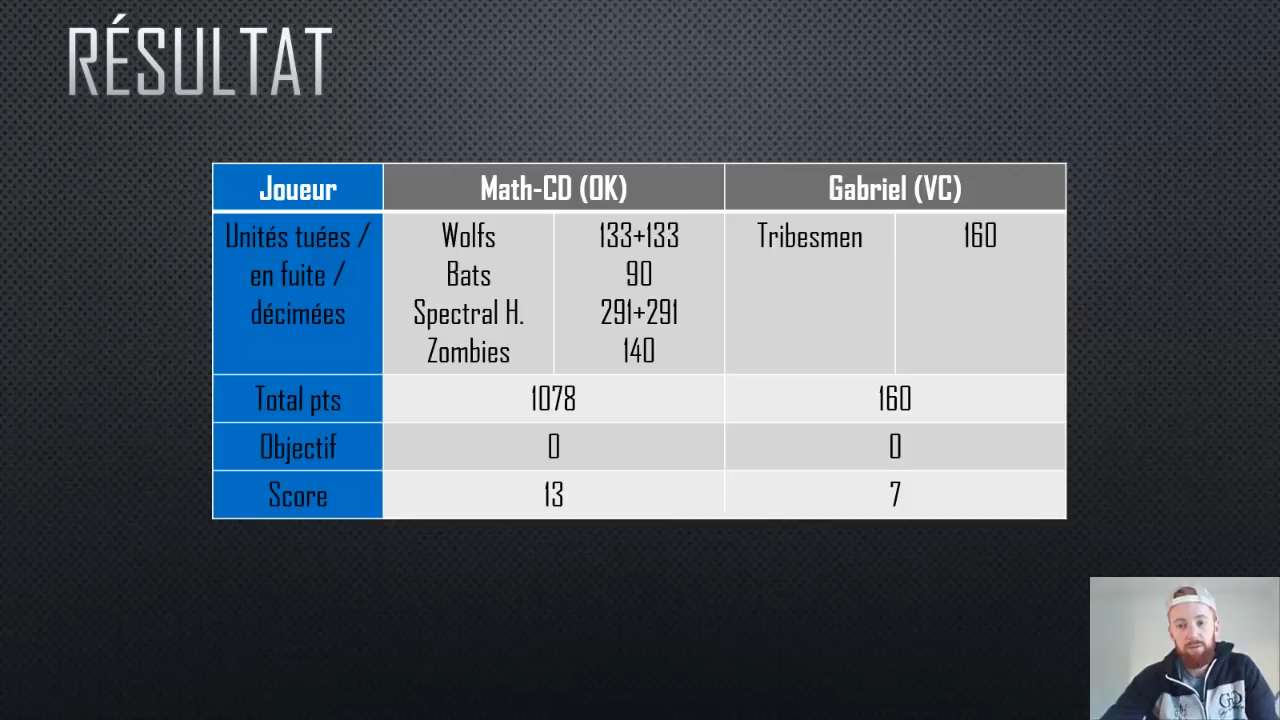 RÉSULTAT
Joueur Math-CD (OK) Gabriel (VC)
Unités tuées / Wolfs 133+133 Tribesmen 160
en fuite / Bats 90
décimées Spectral H. 291+291
Zombies 140
Total pts 1078 160
Objectif 0 0
Score 13 7